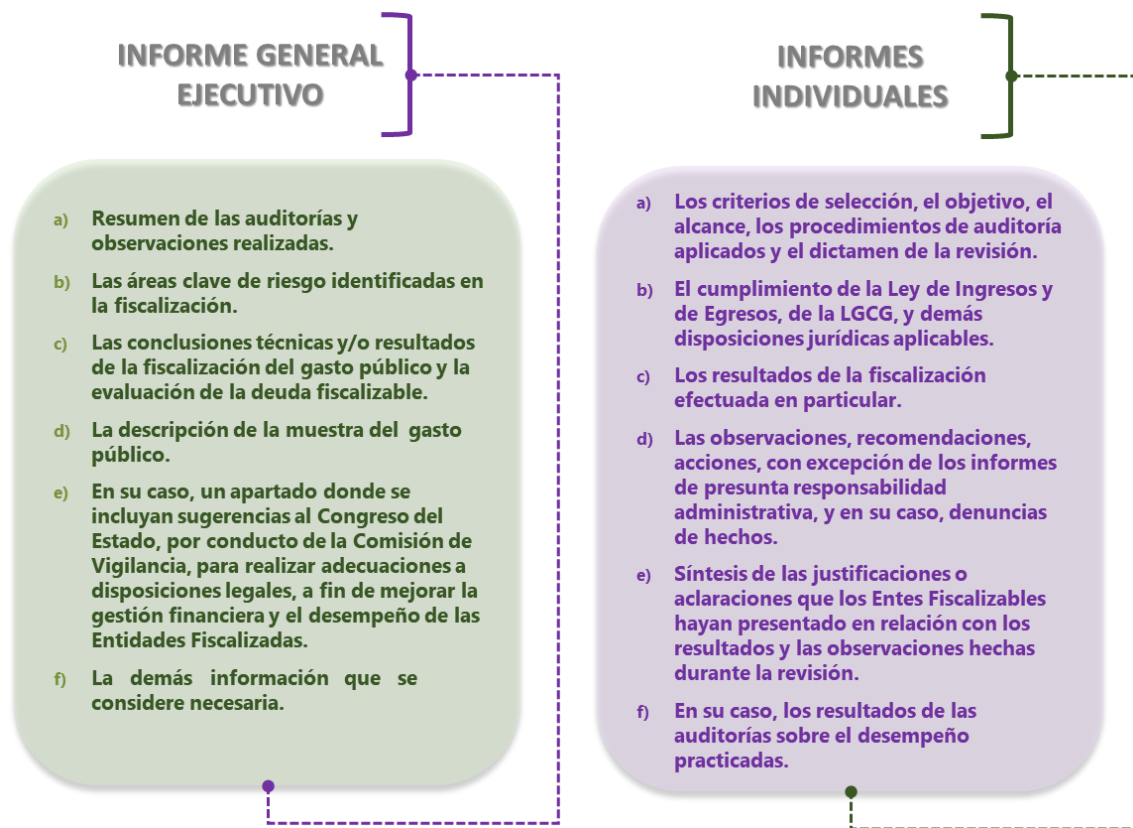 INFORME GENERAL
EJECUTIVO
a) Resumen de las auditorías y
observaciones realizadas.
b) Las áreas clave de riesgo identificadas en
la fiscalización.
c) Las conclusiones técnicas y/o resultados
de la fiscalización del gasto público y la
evaluación de la deuda fiscalizable.
d) La descripción de la muestra del gasto
público.
e) En su caso, un apartado donde se
incluyan sugerencias al Congreso del
Estado, por conducto de la Comisión de
Vigilancia, para realizar adecuaciones a
disposiciones legales, a fin de mejorar la
gestión financiera y el desempeño de las
Entidades Fiscalizadas.
f) La demás información que se
considere necesaria.
INFORMES
INDIVIDUALES
a) Los criterios de selección, el objetivo, el
alcance, los procedimientos de auditoría
aplicados y el dictamen de la revisión.
b) El cumplimiento de la Ley de Ingresos y
de Egresos, de la LGCG, y demás
disposiciones jurídicas aplicables.
c) Los resultados de la fiscalización
efectuada en particular.
d) Las observaciones, recomendaciones,
acciones, con excepción de los informes
de presunta responsabilidad
administrativa, y en su caso, denuncias
de hechos.
e) Síntesis de las justificaciones o
aclaraciones que los Entes Fiscalizables
hayan presentado en relación con los
resultados y las observaciones hechas
durante la revisión.
f) En su caso, los resultados de las
auditorías sobre el desempeño
practicadas.